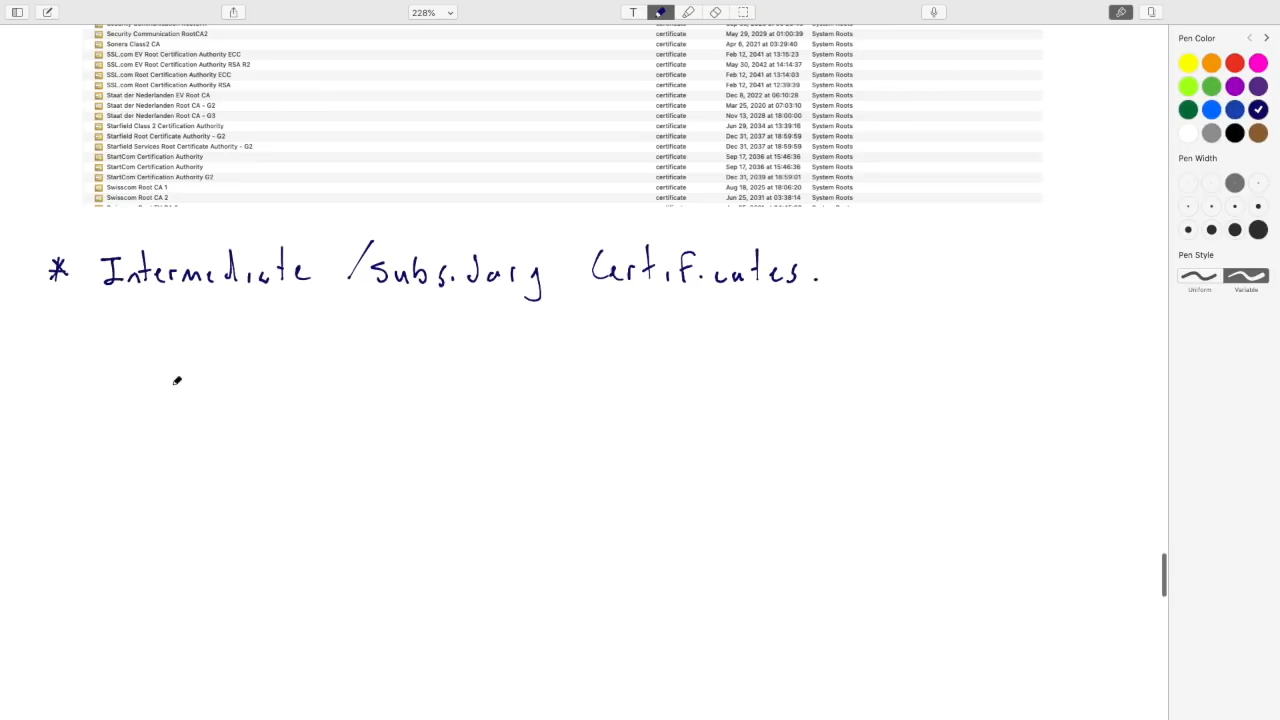 228%
T
Security Communication RootCA2 certificate May 29, 2029 at 01:00:39 System Roots
Sonera Class2 CA certificate Apr 6, 2021 at 03:29:40 System Roots
SSL.com EV Root Certification Authority ECC certificate Feb 12, 2041 at 13:15:23 System Roots
SSL.com EV Root Certification Authority RSA R2 certificate May 30, 2042 at 14:14:37 System Roots
SSL.com Root Certification Authority ECC certificate Feb 12, 2041 at 13:14:03 System Roots
SSL.com Root Certification Authority RSA certificate Feb 12, 2041 at 12:39:39 System Roots
Staat der Nederlanden EV Root CA certificate Dec 8, 2022 at 06:10:28 System Roots
Staat der Nederlanden Root CA - G2 certificate Mar 25, 2020 at 07:03:10 System Roots
Staat der Nederlanden Root CA - G3 certificate Nov 13, 2028 at 18:00:00 System Roots
Starfield Class 2 Certification Authority certificate Jun 29, 2034 at 13:39:16 System Roots
Starfield Root Certificate Authority - G2 certificate Dec 31, 2037 at 18:59:59 System Roots
Starfield Services Root Certificate Authority - G2 certificate Dec 31, 2037 at 18:59:59 System Roots
StartCom Certification Authority certificate Sep 17, 2036 at 15:46:36 System Roots
StartCom Certification Authority certificate Sep 17, 2036 at 15:46:36 System Roots
StartCom Certification Authority G2 certificate Dec 31, 2039 at 18:59:01 System Roots
Swisscom Root CA 1 certificate Aug 18, 2025 at 18:06:20 System Roots
Swisscom Root CA 2 certificate Jun 25, 2031 at 03:38:14 System Roots
* Intermediate /subsidary Certificates.
Pen Color
Pen Width
Pen Style
Uniform Variable